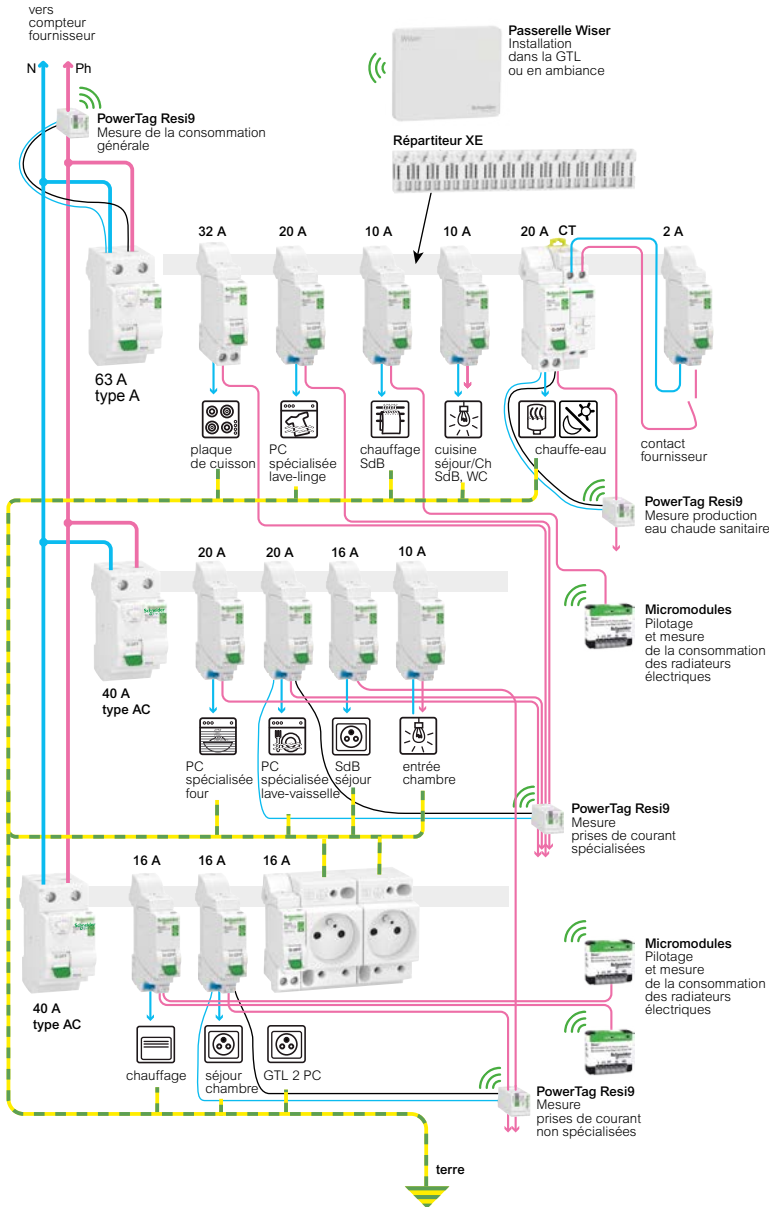 vers
compteur
fournisseur
N
Ph
Wiser
Schneider
Passerelle Wiser
Installation
dans la GTL
ou en ambiance
PowerTag Resi9
Mesure de la consommation
générale
Répartiteur XE
32 A
20 A
10 A
10 A
20 A
CT
2 A
63 A
type A
plaque
de cuisson
PC
spécialisée
lave-linge
chauffage
SdB
cuisine
séjour/Ch
SdB, WC
chauffe-eau
contact
fournisseur
PowerTag Resi9
Mesure production
eau chaude sanitaire
20 A
20 A
16 A
10 A
40 A
type AC
Micromodules
Pilotage
et mesure
de la consommation
des radiateurs
électriques
PC
spécialisée
four
PC
spécialisée
lave-vaisselle
SdB
séjour
entrée
chambre
PowerTag Resi9
Mesure
prises de courant
spécialisées
16 A
16 A
16 A
40 A
type AC
Micromodules
Pilotage
et mesure
de la consommation
des radiateurs
électriques
chauffage
séjour
chambre
GTL 2 PC
PowerTag Resi9
Mesure
prises de courant
non spécialisées
terre